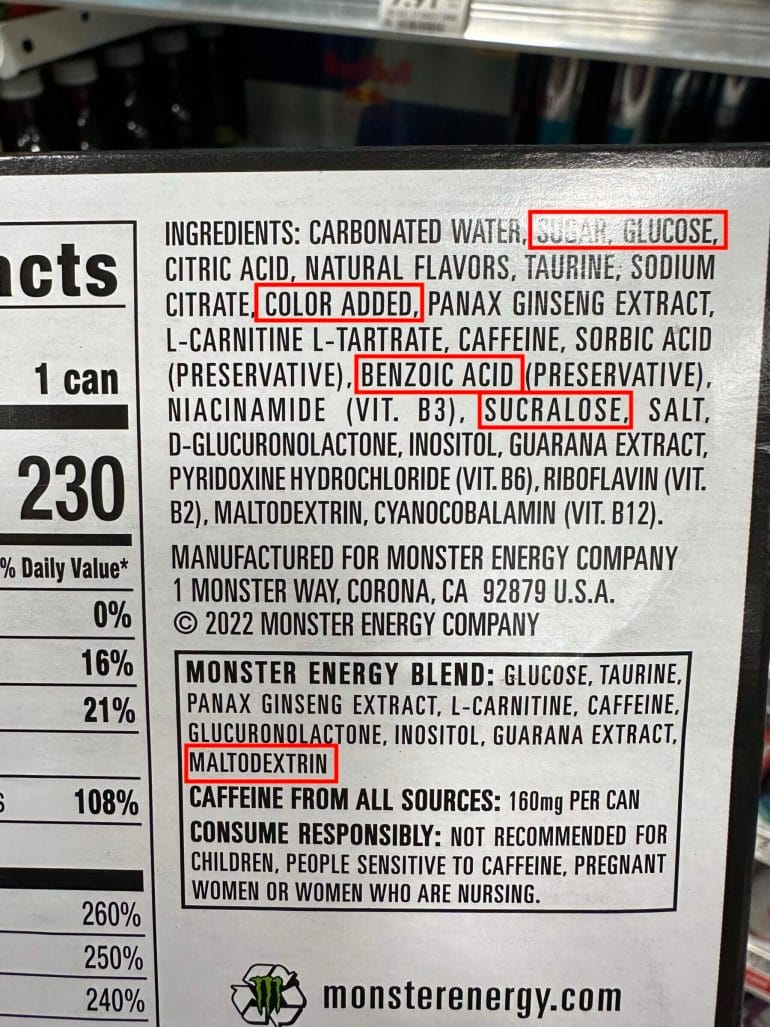 acts
1 can
230
% Daily Value*
0%
16%
21%
108%
260%
250%
240%
INGREDIENTS: CARBONATED WATER, SUGAR, GLUCOSE,
CITRIC ACID, NATURAL FLAVORS, TAURINE, SODIUM
CITRATE, COLOR ADDED, PANAX GINSENG EXTRACT,
L-CARNITINE L-TARTRATE, CAFFEINE, SORBIC ACID
(PRESERVATIVE), BENZOIC ACID (PRESERVATIVE),
NIACINAMIDE (VIT. B3), SUCRALOSE, SALT,
D-GLUCURONOLACTONE, INOSITOL, GUARANA EXTRACT,
PYRIDOXINE HYDROCHLORIDE (VIT. B6), RIBOFLAVIN (VIT.
B2), MALTODEXTRIN, CYANOCOBALAMIN (VIT. B12).
MANUFACTURED FOR MONSTER ENERGY COMPANY
1 MONSTER WAY, CORONA, CA 92879 U.S.A.
© 2022 MONSTER ENERGY COMPANY
MONSTER ENERGY BLEND: GLUCOSE, TAURINE,
PANAX GINSENG EXTRACT, L-CARNITINE, CAFFEINE,
GLUCURONOLACTONE, INOSITOL, GUARANA EXTRACT,
MALTODEXTRIN
CAFFEINE FROM ALL SOURCES: 160mg PER CAN
CONSUME RESPONSIBLY: NOT RECOMMENDED FOR
CHILDREN, PEOPLE SENSITIVE TO CAFFEINE, PREGNANT
WOMEN OR WOMEN WHO ARE NURSING.
monsterenergy.com